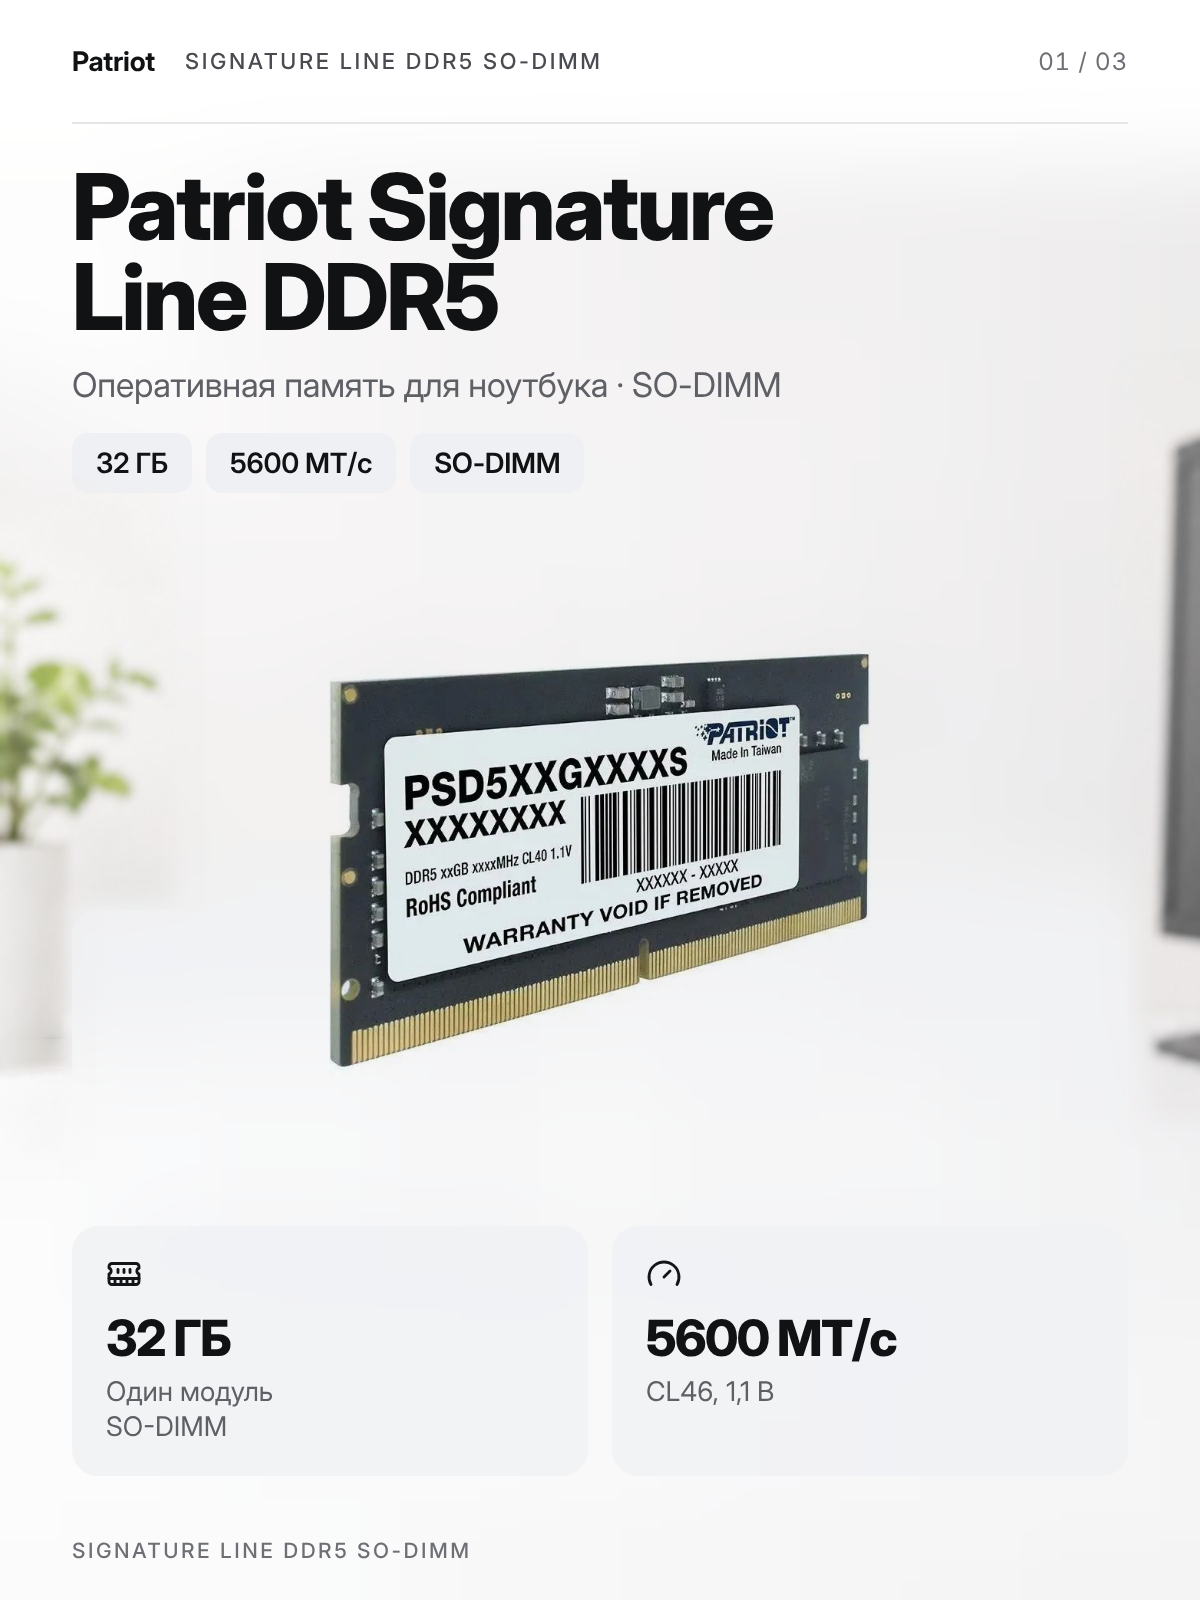 Patriot SIGNATURE LINE DDR5 SO-DIMM 01 / 03
Patriot Signature
Line DDR5
Оперативная память для ноутбука · SO-DIMM
32 ГБ 5600 МТ/с SO-DIMM
PATRIOT™
Made In Taiwan
PSD5XXGXXXXS
XXXXXXXX
DDR5 xxGB xxxxMHz CL40 1.1V
RoHS Compliant
XXXXXX - XXXXX
WARRANTY VOID IF REMOVED
32 ГБ
Один модуль
SO-DIMM
5600 МТ/с
CL46, 1,1 В
SIGNATURE LINE DDR5 SO-DIMM